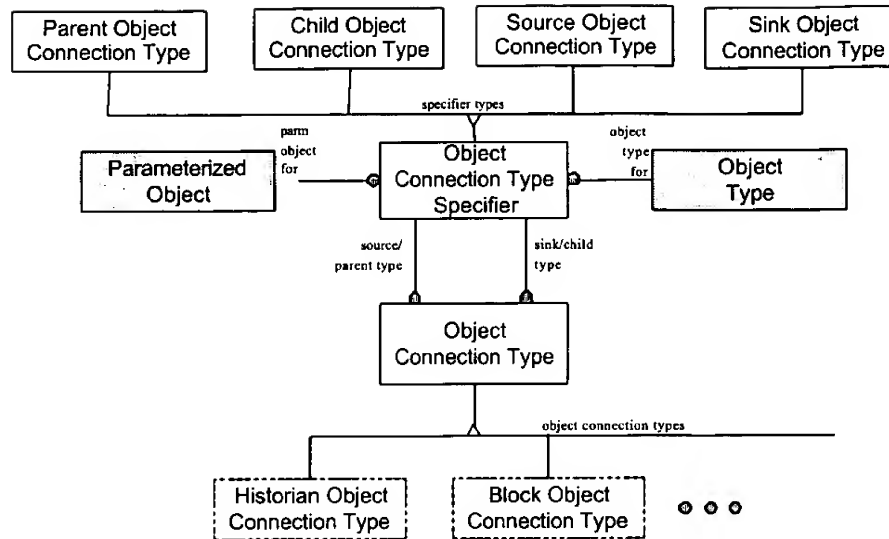 Parent Object
Connection Type
Child Object
Connection Type
Source Object
Connection Type
Sink Object
Connection Type
specifier types
parm
object
for
object
type
for
Parameterized
Object
Object
Connection Type
Specifier
Object
Type
source/
parent type
sink/child
type
Object
Connection Type
object connection types
Historian Object
Connection Type
Block Object
Connection Type